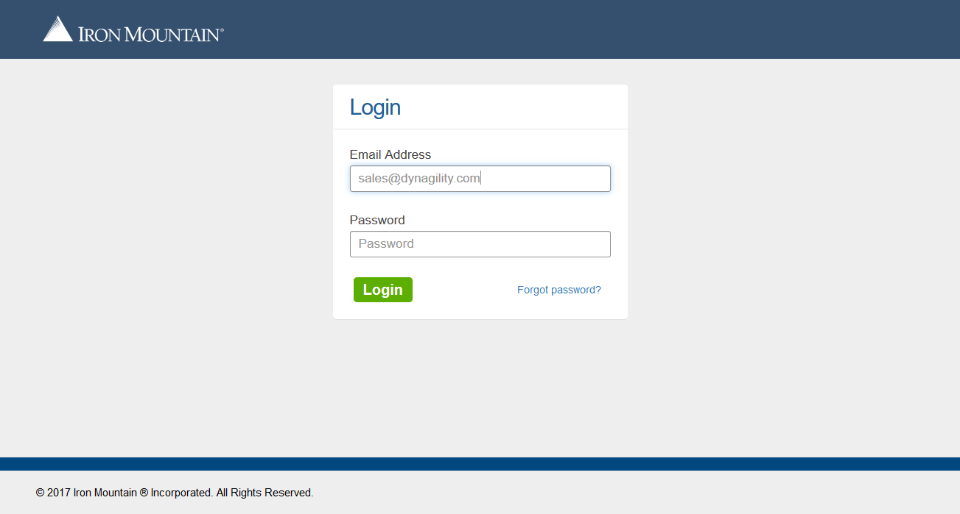 IRON MOUNTAIN®
Login
Email Address
sales@dynagility.com
Password
Password
Login
Forgot password?
© 2017 Iron Mountain ® Incorporated. All Rights Reserved.